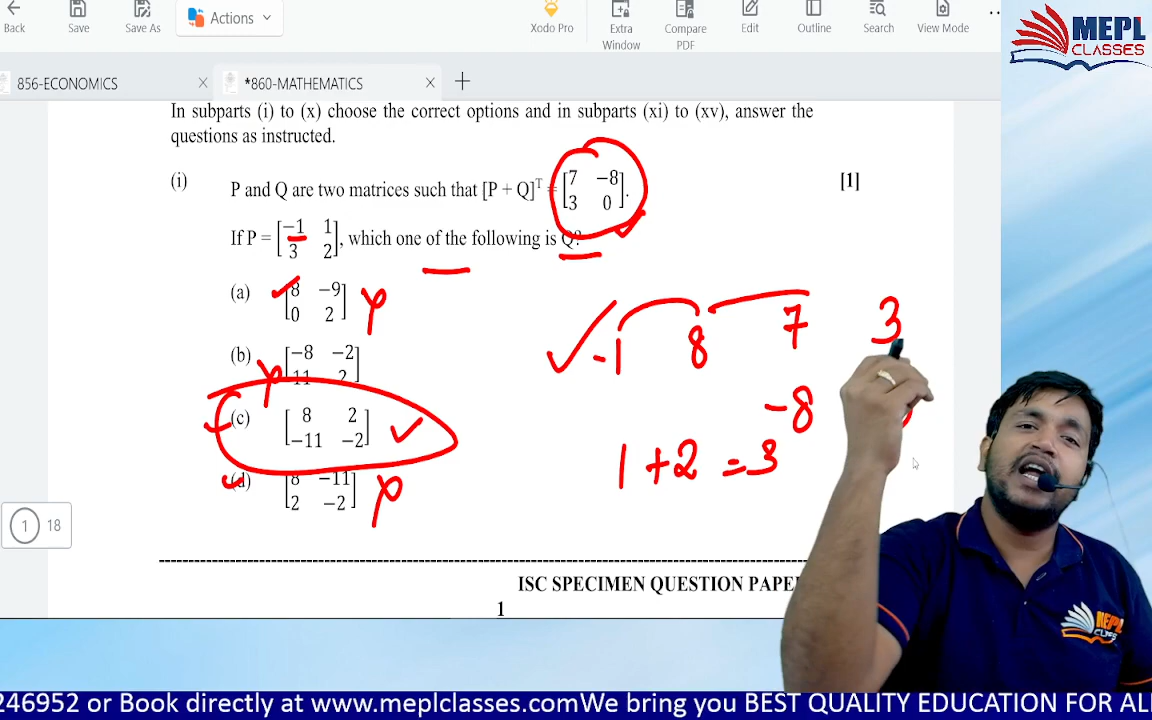 Back
Save
Save As
Actions
Xodo Pro
Extra Window
Compare PDF
Edit
Outline
Search
View Mode
MEPL
CLASSES
856-ECONOMICS
*860-MATHEMATICS
In subparts (i) to (x) choose the correct options and in subparts (xi) to (xv), answer the
questions as instructed.
(i) P and Q are two matrices such that [P + Q]ᵀ = [7 −8
3 0]. [1]
If P = [−1 1
3 2], which one of the following is Q?
(a) [8 −9
0 2]
(b) [−8 −2
11 2]
(c) [8 2
−11 −2]
(d) [8 −11
2 −2]
-1 8 7 3
-8
1 + 2 = 3
1 18
ISC SPECIMEN QUESTION
1
MEPL
246952 or Book directly at www.meplclasses.comWe bring you BEST QUALITY EDUCATION FOR